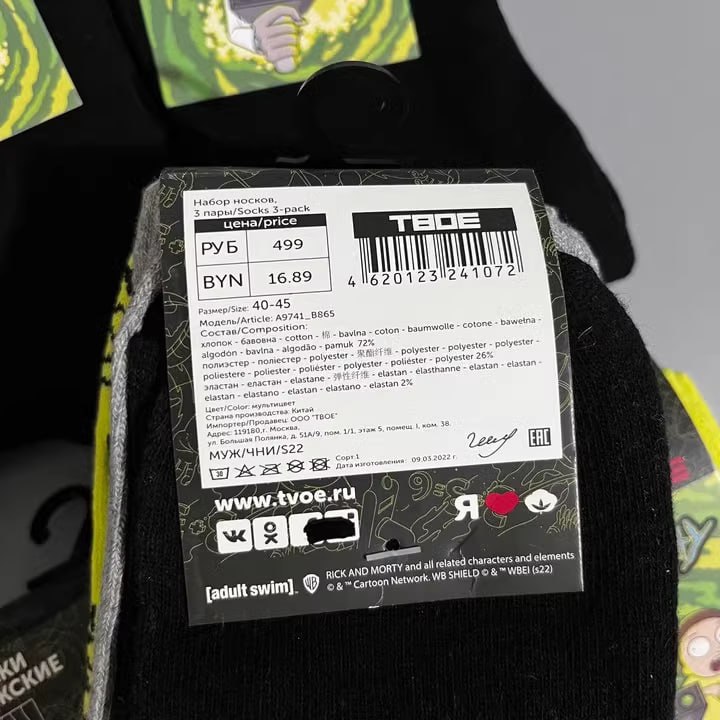 Набор носков,
3 пары/Socks 3-pack
цена/price
РУБ 499
BYN 16.89
ТВОЕ
4 620123 241072
Размер/Size: 40-45
Модель/Article: A9741_B865
Состав/Composition:
хлопок - бавовна - cotton - 棉 - bavlna - coton - baumwolle - cotone - bawełna -
algodón - bavlna - algodão - pamuk 72%
полиэстер - поліестер - polyester - 聚酯纤维 - polyester - polyester - polyester -
poliestere - poliester - poliéster - polyester - poliéster - polyester 26%
эластан - еластан - elastane - 弹性纤维 - elastan - élasthanne - elastan - elastan -
elastan - elastano - elastan - elastano - elastan 2%
Цвет/Color: мультицвет
Страна производства: Китай
Импортер/Продавец: ООО "ТВОЕ"
Адрес: 119180, г. Москва,
ул. Большая Полянка, д. 51А/9, пом. 1/1, этаж 5, помещ. I, ком. 38.
МУЖ/ЧНИ/S22
30
Сорт:1
Дата изготовления: 09.03.2022 г.
EAC
www.tvoe.ru
Я
[adult swim]™ WB RICK AND MORTY and all related characters and elements
© & ™ Cartoon Network. WB SHIELD: © & ™ WBEI (s22)